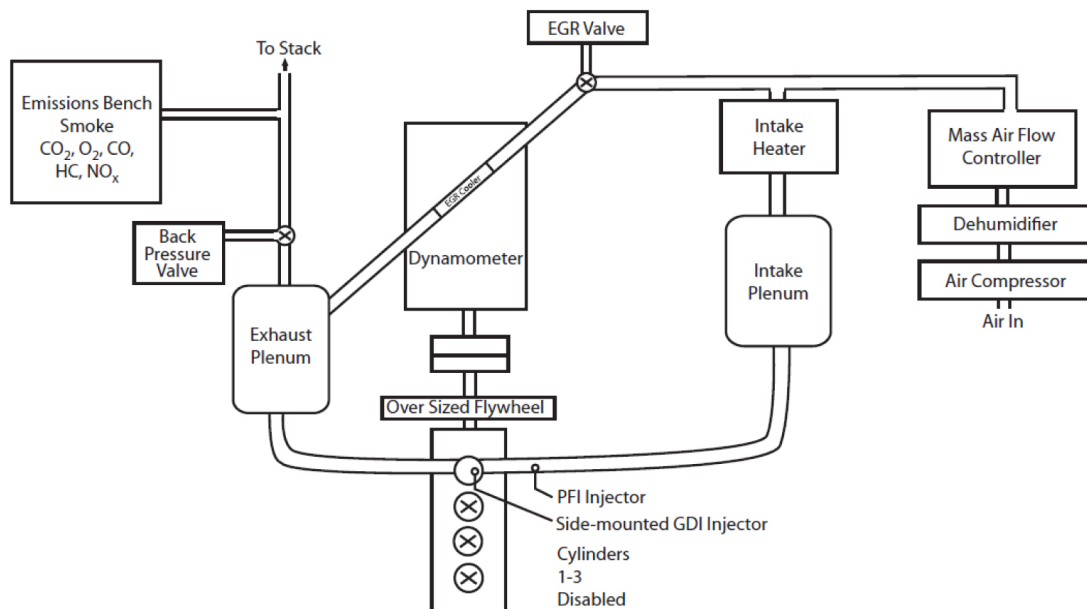 EGR Valve
To Stack
Emissions Bench
Smoke
CO₂, O₂, CO,
HC, NOₓ
Intake
Heater
Mass Air Flow
Controller
EGR Cooler
Back
Pressure
Valve
Dynamometer
Intake
Plenum
Dehumidifier
Air Compressor
Air In
Exhaust
Plenum
Over Sized Flywheel
PFI Injector
Side-mounted GDI Injector
Cylinders
1-3
Disabled